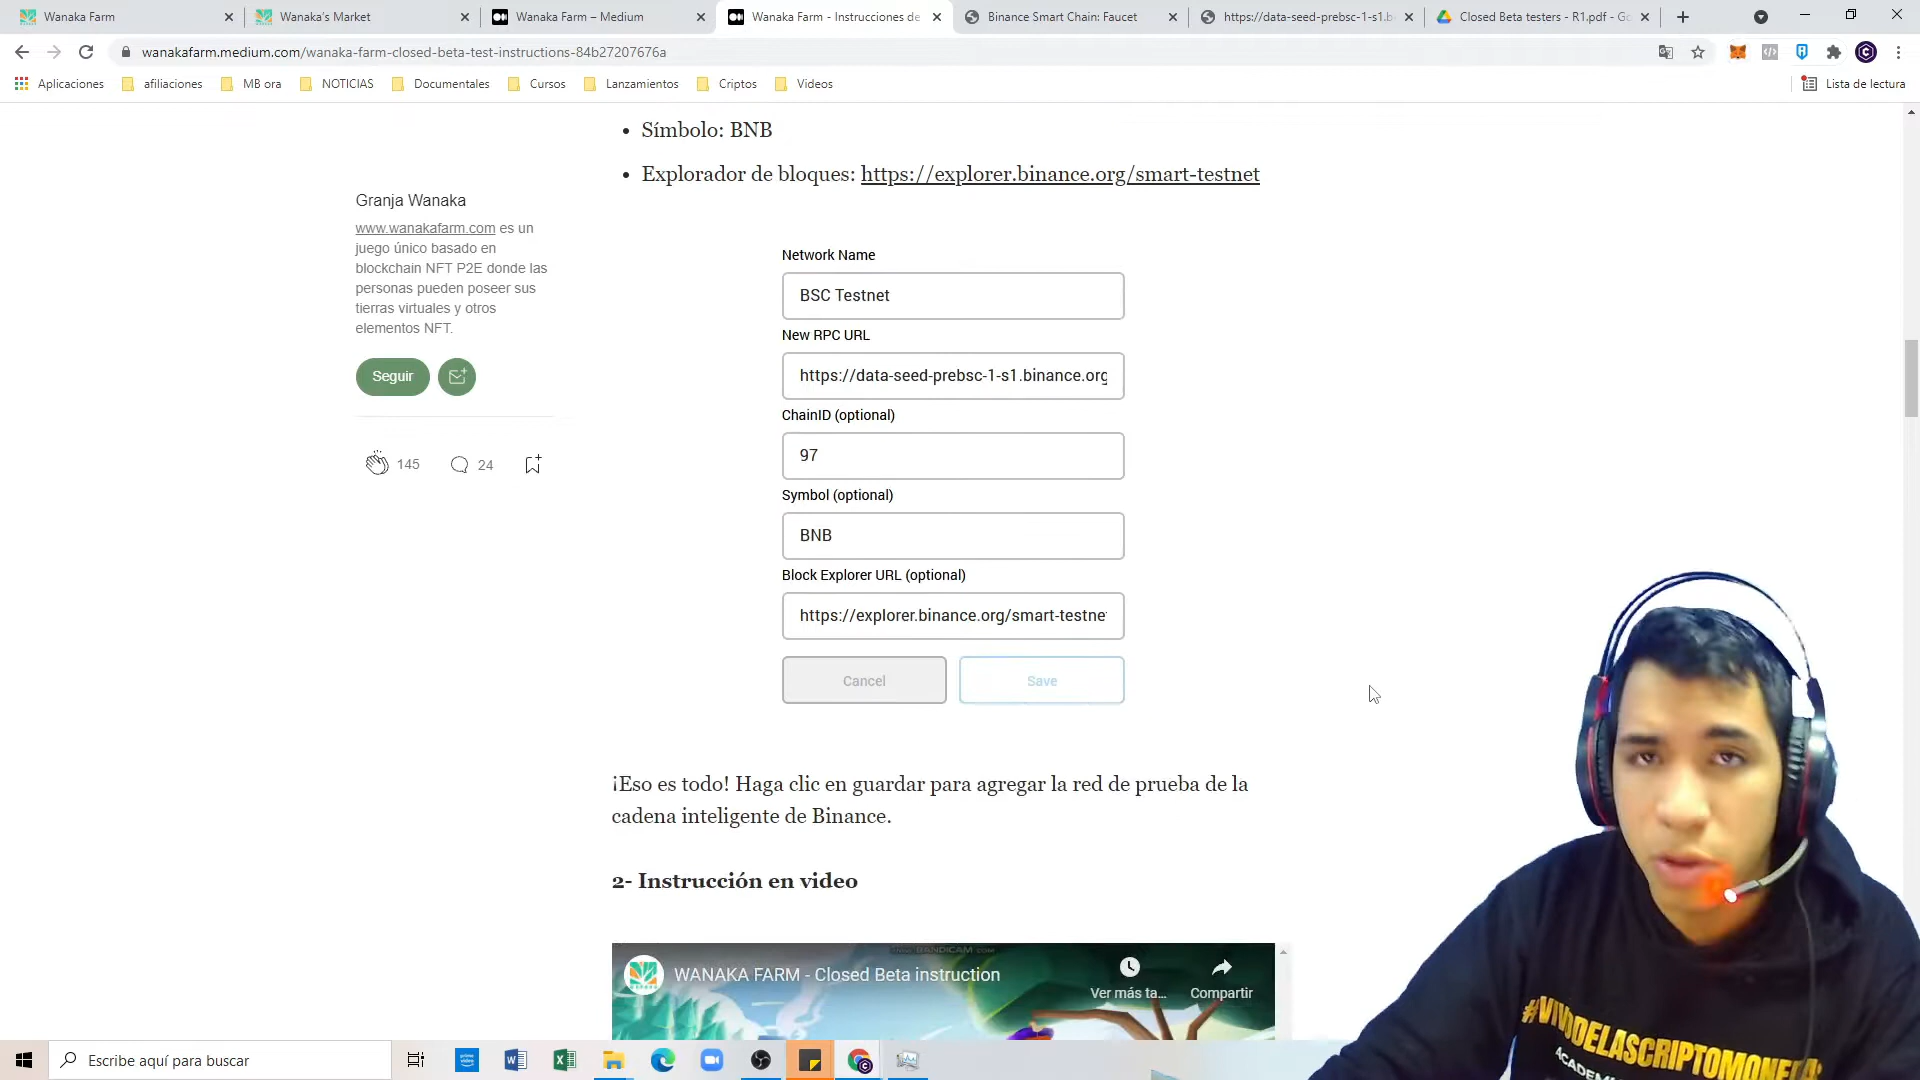 Wanaka Farm
Wanaka's Market
Wanaka Farm – Medium
Wanaka Farm - Instrucciones de
Binance Smart Chain: Faucet
https://data-seed-prebsc-1-s1.b
Closed Beta testers - R1.pdf - Go
wanakafarm.medium.com/wanaka-farm-closed-beta-test-instructions-84b27207676a
Aplicaciones
afiliaciones
MB ora
NOTICIAS
Documentales
Cursos
Lanzamientos
Criptos
Videos
Lista de lectura
• Símbolo: BNB
• Explorador de bloques: https://explorer.binance.org/smart-testnet
Granja Wanaka
www.wanakafarm.com es un
juego único basado en
blockchain NFT P2E donde las
personas pueden poseer sus
tierras virtuales y otros
elementos NFT.
Seguir
145
24
Network Name
BSC Testnet
New RPC URL
https://data-seed-prebsc-1-s1.binance.org
ChainID (optional)
97
Symbol (optional)
BNB
Block Explorer URL (optional)
https://explorer.binance.org/smart-testne
Cancel
Save
¡Eso es todo! Haga clic en guardar para agregar la red de prueba de la
cadena inteligente de Binance.
2- Instrucción en video
WANAKA FARM - Closed Beta instruction
Ver más ta...
Compartir
Escribe aquí para buscar
#VIVODELASCRIPTOMONE
ACADEM